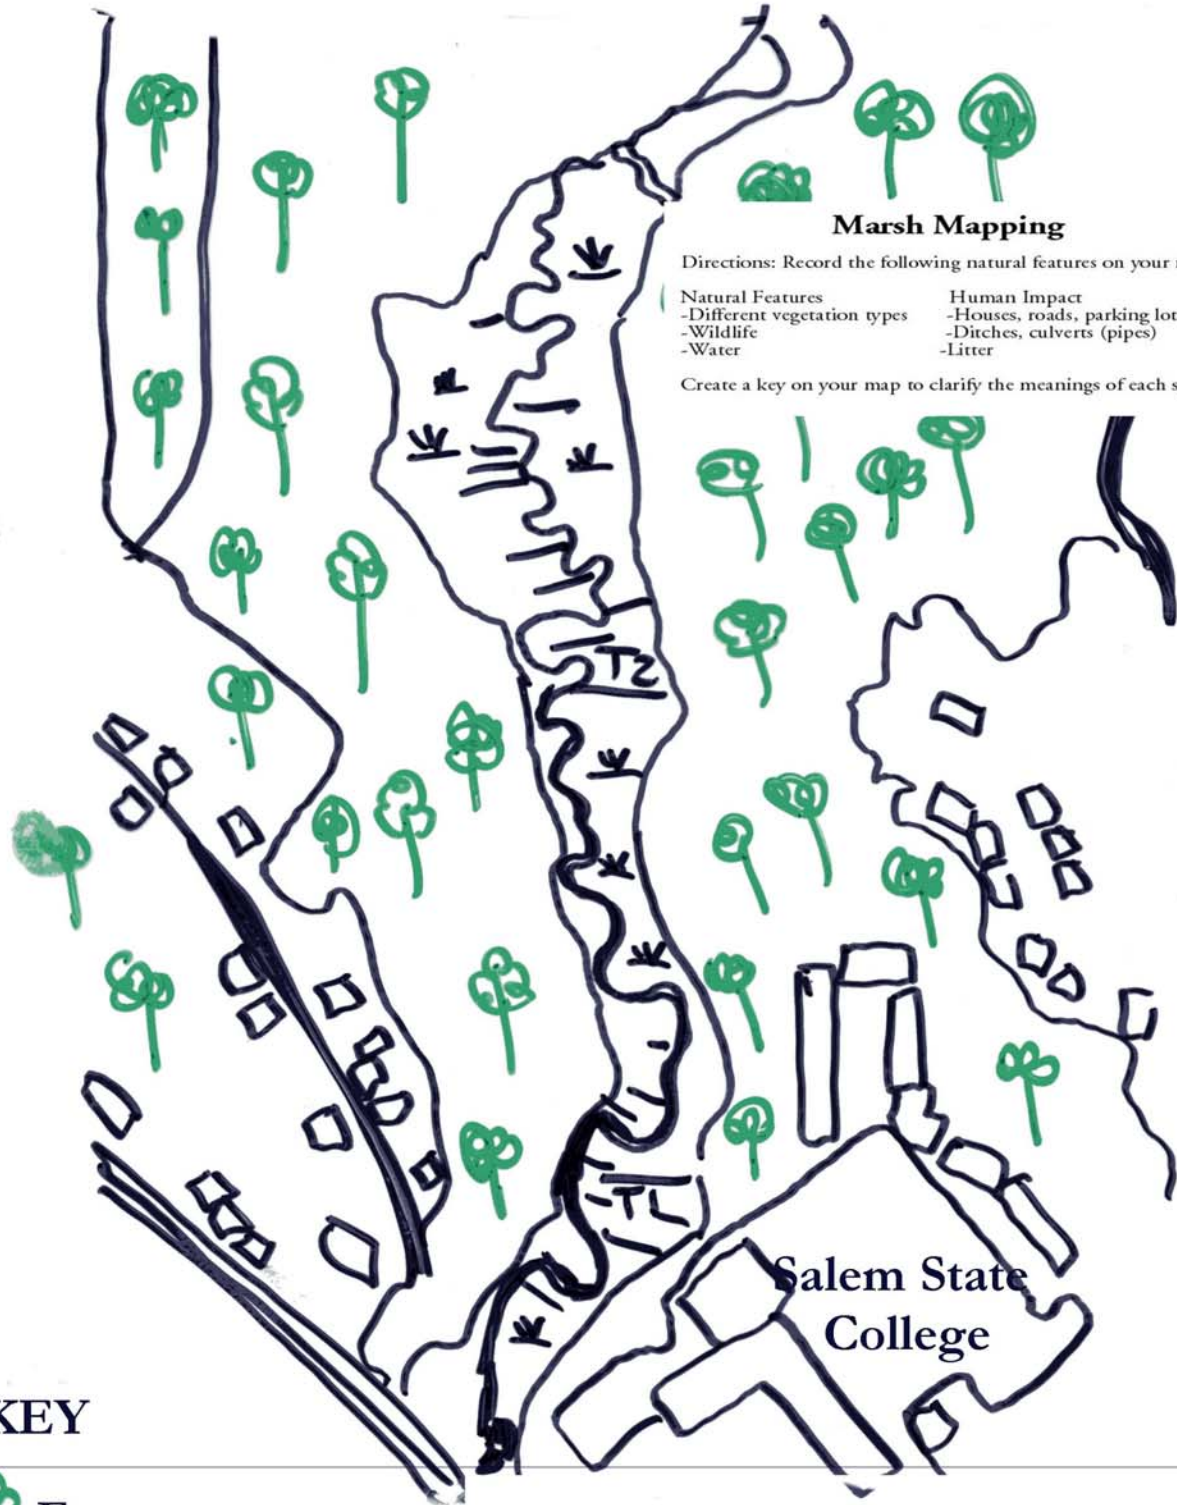 Marsh Mapping
Directions: Record the following natural features on your
Natural Features Human Impact
-Different vegetation types -Houses, roads, parking lot
-Wildlife -Ditches, culverts (pipes)
-Water -Litter
Create a key on your map to clarify the meanings of each s
T2
T1
Salem State
College
KEY